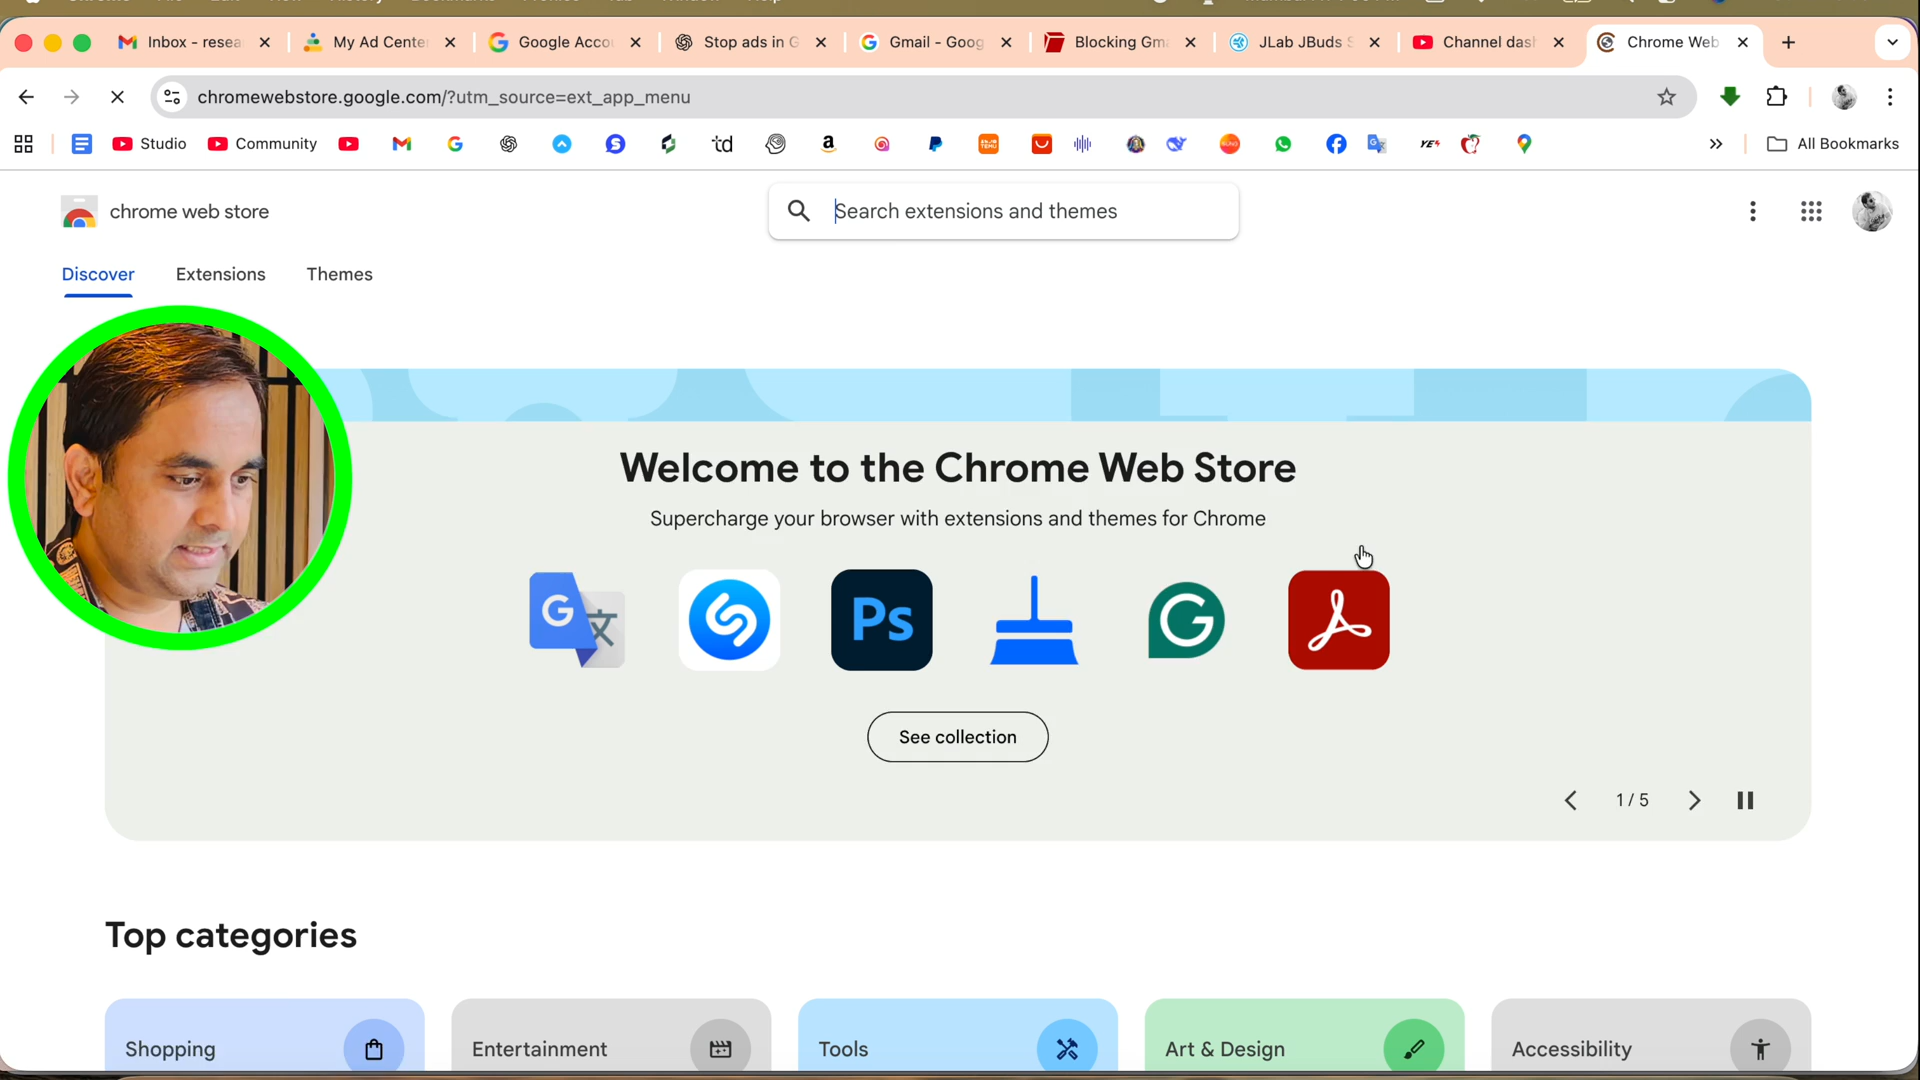 Inbox - resea
My Ad Cente
Google Acco
Stop ads in G
Gmail - Goog
Blocking Gma
JLab JBuds S
Channel dash
Chrome Web
chromewebstore.google.com/?utm_source=ext_app_menu
Studio
Community
All Bookmarks
chrome web store
Search extensions and themes
Discover
Extensions
Themes
Welcome to the Chrome Web Store
Supercharge your browser with extensions and themes for Chrome
Ps
See collection
1 / 5
Top categories
Shopping
Entertainment
Tools
Art & Design
Accessibility